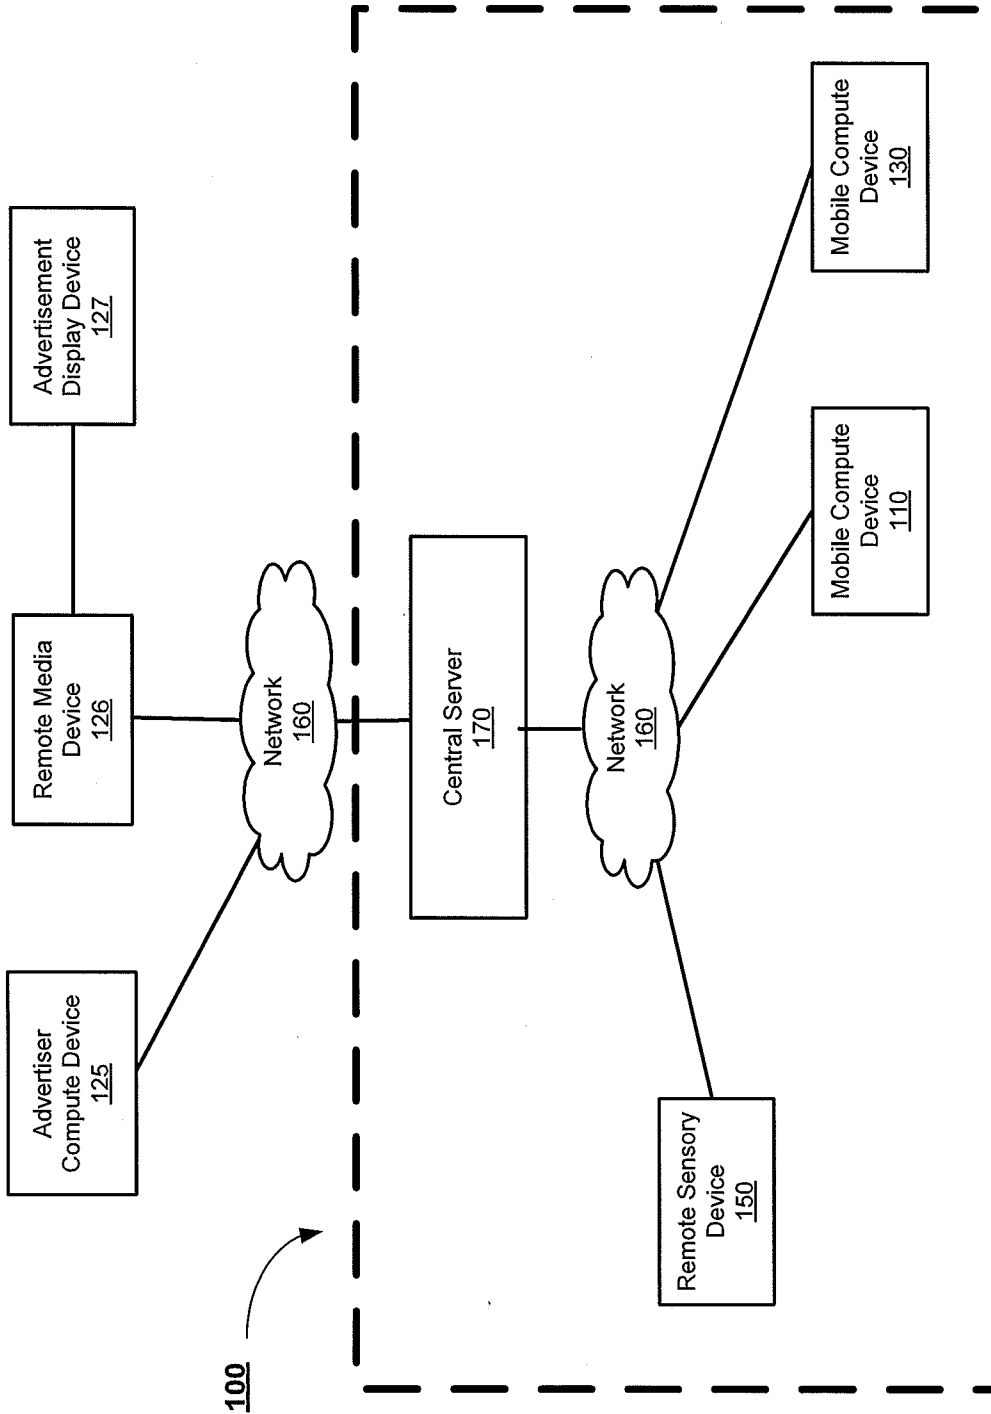 100
Advertiser
Compute Device
125
Remote Media
Device
126
Advertisement
Display Device
127
Network
160
Central Server
170
Network
160
Remote Sensory
Device
150
Mobile Compute
Device
110
Mobile Compute
Device
130